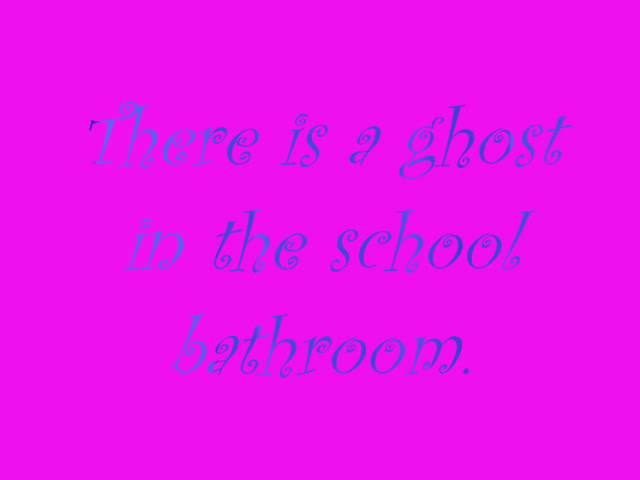 There is a ghost
in the school
bathroom.